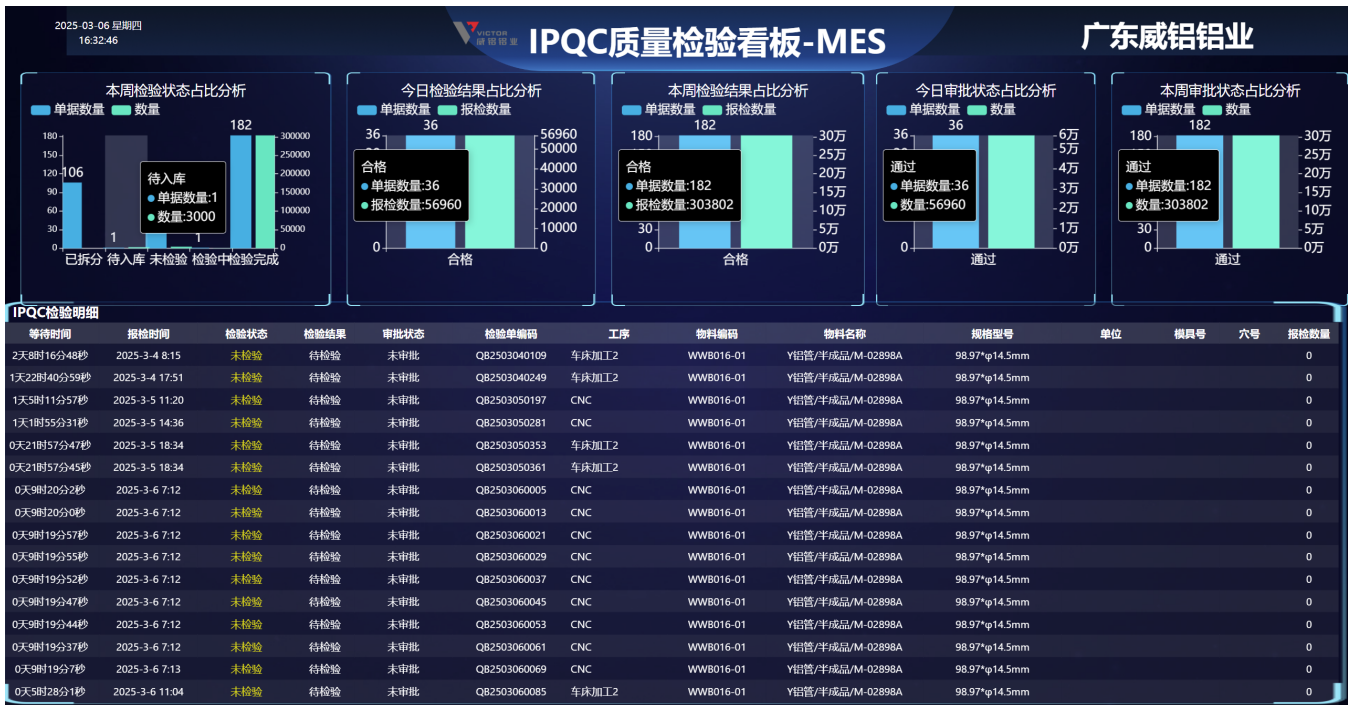 2025-03-06 星期四
16:32:46
VICTOR
威铝铝业
IPQC质量检验看板-MES
广东威铝铝业
本周检验状态占比分析
单据数量 数量
182
180
150
120
90
60
30
0
106
1
1
300000
250000
200000
150000
100000
50000
0
待入库
单据数量:1
数量:3000
已拆分 待入库 未检验 检验中 检验完成
今日检验结果占比分析
单据数量 报检数量
36
36
0
56960
50000
40000
30000
20000
10000
0
合格
单据数量:36
报检数量:56960
合格
本周检验结果占比分析
单据数量 报检数量
182
180
30
0
30万
25万
20万
15万
10万
5万
0万
合格
单据数量:182
报检数量:303802
合格
今日审批状态占比分析
单据数量 数量
36
36
0
6万
5万
4万
3万
2万
1万
0万
通过
单据数量:36
数量:56960
通过
本周审批状态占比分析
单据数量 数量
182
180
30
0
30万
25万
20万
15万
10万
5万
0万
通过
单据数量:182
数量:303802
通过
IPQC检验明细
等待时间 报检时间 检验状态 检验结果 审批状态 检验单编码 工序 物料编码 物料名称 规格型号 单位 模具号 穴号 报检数量
2天8时16分48秒 2025-3-4 8:15 未检验 待检验 未审批 QB2503040109 车床加工2 WWB016-01 Y铝管/半成品/M-02898A 98.97*φ14.5mm 0
1天22时40分59秒 2025-3-4 17:51 未检验 待检验 未审批 QB2503040249 车床加工2 WWB016-01 Y铝管/半成品/M-02898A 98.97*φ14.5mm 0
1天5时11分57秒 2025-3-5 11:20 未检验 待检验 未审批 QB2503050197 CNC WWB016-01 Y铝管/半成品/M-02898A 98.97*φ14.5mm 0
1天1时55分31秒 2025-3-5 14:36 未检验 待检验 未审批 QB2503050281 CNC WWB016-01 Y铝管/半成品/M-02898A 98.97*φ14.5mm 0
0天21时57分47秒 2025-3-5 18:34 未检验 待检验 未审批 QB2503050353 车床加工2 WWB016-01 Y铝管/半成品/M-02898A 98.97*φ14.5mm 0
0天21时57分45秒 2025-3-5 18:34 未检验 待检验 未审批 QB2503050361 车床加工2 WWB016-01 Y铝管/半成品/M-02898A 98.97*φ14.5mm 0
0天9时20分2秒 2025-3-6 7:12 未检验 待检验 未审批 QB2503060005 CNC WWB016-01 Y铝管/半成品/M-02898A 98.97*φ14.5mm 0
0天9时20分0秒 2025-3-6 7:12 未检验 待检验 未审批 QB2503060013 CNC WWB016-01 Y铝管/半成品/M-02898A 98.97*φ14.5mm 0
0天9时19分57秒 2025-3-6 7:12 未检验 待检验 未审批 QB2503060021 CNC WWB016-01 Y铝管/半成品/M-02898A 98.97*φ14.5mm 0
0天9时19分55秒 2025-3-6 7:12 未检验 待检验 未审批 QB2503060029 CNC WWB016-01 Y铝管/半成品/M-02898A 98.97*φ14.5mm 0
0天9时19分52秒 2025-3-6 7:12 未检验 待检验 未审批 QB2503060037 CNC WWB016-01 Y铝管/半成品/M-02898A 98.97*φ14.5mm 0
0天9时19分47秒 2025-3-6 7:12 未检验 待检验 未审批 QB2503060045 CNC WWB016-01 Y铝管/半成品/M-02898A 98.97*φ14.5mm 0
0天9时19分44秒 2025-3-6 7:12 未检验 待检验 未审批 QB2503060053 CNC WWB016-01 Y铝管/半成品/M-02898A 98.97*φ14.5mm 0
0天9时19分37秒 2025-3-6 7:12 未检验 待检验 未审批 QB2503060061 CNC WWB016-01 Y铝管/半成品/M-02898A 98.97*φ14.5mm 0
0天9时19分7秒 2025-3-6 7:13 未检验 待检验 未审批 QB2503060069 CNC WWB016-01 Y铝管/半成品/M-02898A 98.97*φ14.5mm 0
0天5时28分1秒 2025-3-6 11:04 未检验 待检验 未审批 QB2503060085 车床加工2 WWB016-01 Y铝管/半成品/M-02898A 98.97*φ14.5mm 0